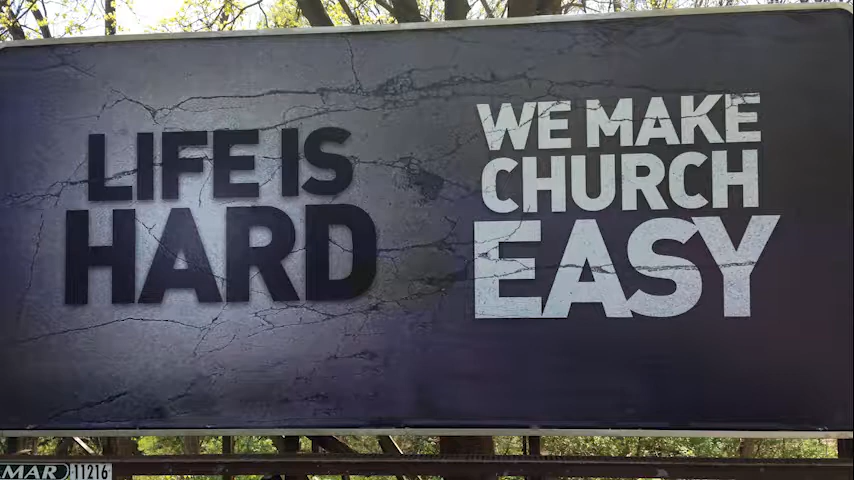 LIFE IS
HARD
WE MAKE
CHURCH
EASY
MAR 11216